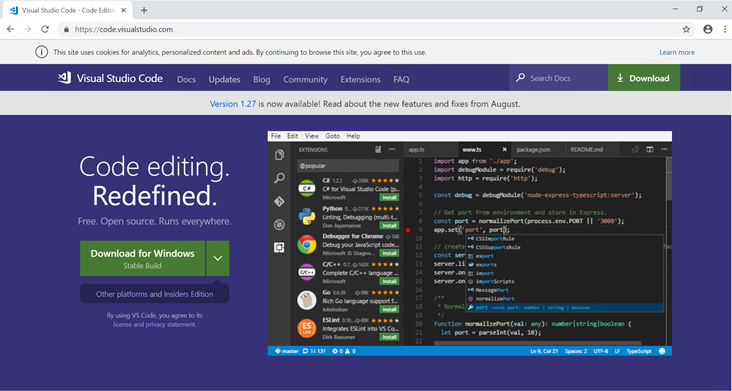 Visual Studio Code - Code Editin
https://code.visualstudio.com
This site uses cookies for analytics, personalized content and ads. By continuing to browse this site, you agree to this use.
Learn more
Visual Studio Code
Docs
Updates
Blog
Community
Extensions
FAQ
Search Docs
Download
Version 1.27 is now available! Read about the new features and fixes from August.
Code editing.
Redefined.
Free. Open source. Runs everywhere.
Download for Windows
Stable Build
Other platforms and Insiders Edition
By using VS Code, you agree to its
license and privacy statement.
File Edit View Goto Help
EXTENSIONS
@popular
C# 1.2.2 356K
C# for Visual Studio Code (p...
Microsoft
Install
Python 0.2.3 211K
Linting, Debugging (multi-t...
Don Jayamanne
Install
Debugger for Chrome 148
Debug your JavaScript code...
Microsoft JS Diagn...
Install
C/C++ 0.7. 143K
Complete C/C++ language ...
Microsoft
Install
Go 0.6.39 99K
Rich Go language support f...
lukehoban
Install
ESLint 0.10. 88K
Integrates ESLint into VS Co...
Dirk Baeumer
Install
app.ts
www.ts
package.json
README.md
1 import app from './app';
2 import debugModule = require('debug');
3 import http = require('http');
4
5 const debug = debugModule('node-express-typescript:server');
6
7 // Get port from environment and store in Express.
8 const port = normalizePort(process.env.PORT || '3000');
9 app.set('port', port);
10
CSSImportRule
11 // create
CSSSupportsRule
12 const serv
export
13 server.li
exports
14 server.on
import
15 server.on
importScripts
16
MessagePort
17 /**
normalizePort
18 * Normal
port const port: number | string | boolean
19 */
20 function normalizePort(val: any): number|string|boolean {
21 let port = parseInt(val, 10);
22
master
1↓ 13↑
0
0
Ln 9, Col 21
Spaces: 2
UTF-8
LF
TypeScript